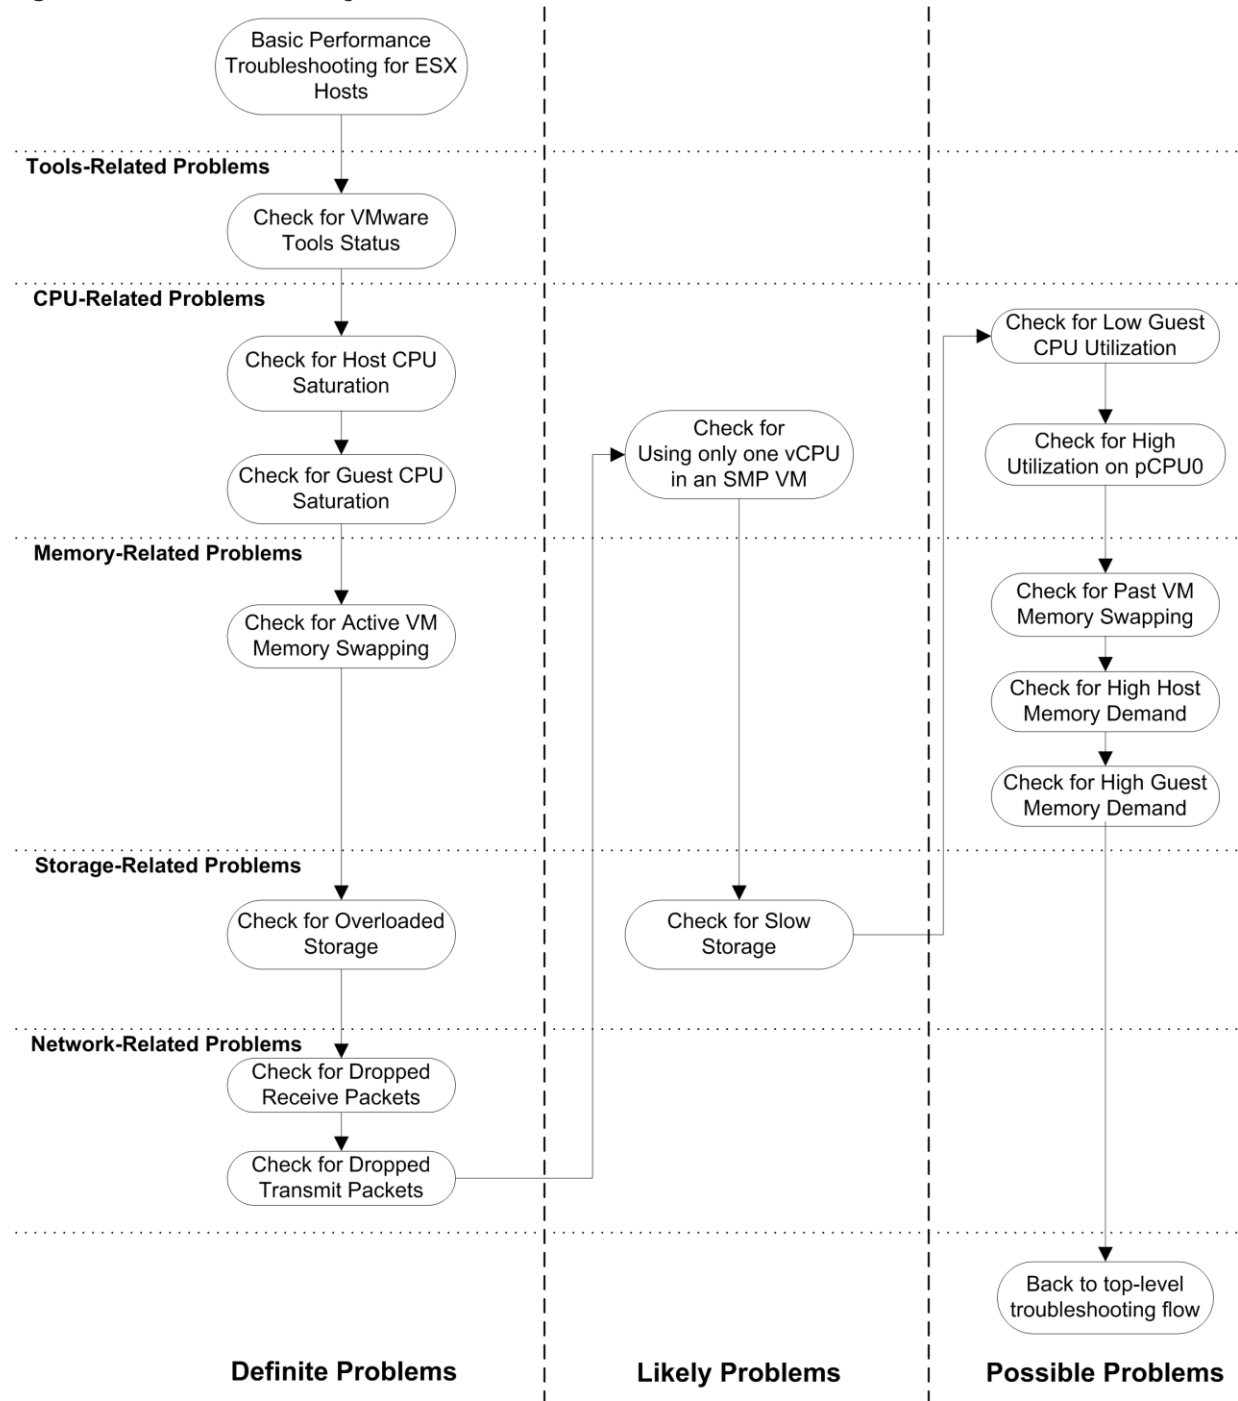 Basic Performance
Troubleshooting for ESX
Hosts
Tools-Related Problems
Check for VMware
Tools Status
CPU-Related Problems
Check for Host CPU
Saturation
Check for Guest CPU
Saturation
Memory-Related Problems
Check for Active VM
Memory Swapping
Storage-Related Problems
Check for Overloaded
Storage
Network-Related Problems
Check for Dropped
Receive Packets
Check for Dropped
Transmit Packets
Check for
Using only one vCPU
in an SMP VM
Check for Slow
Storage
Check for Low Guest
CPU Utilization
Check for High
Utilization on pCPU0
Check for Past VM
Memory Swapping
Check for High Host
Memory Demand
Check for High Guest
Memory Demand
Back to top-level
troubleshooting flow
Definite Problems
Likely Problems
Possible Problems